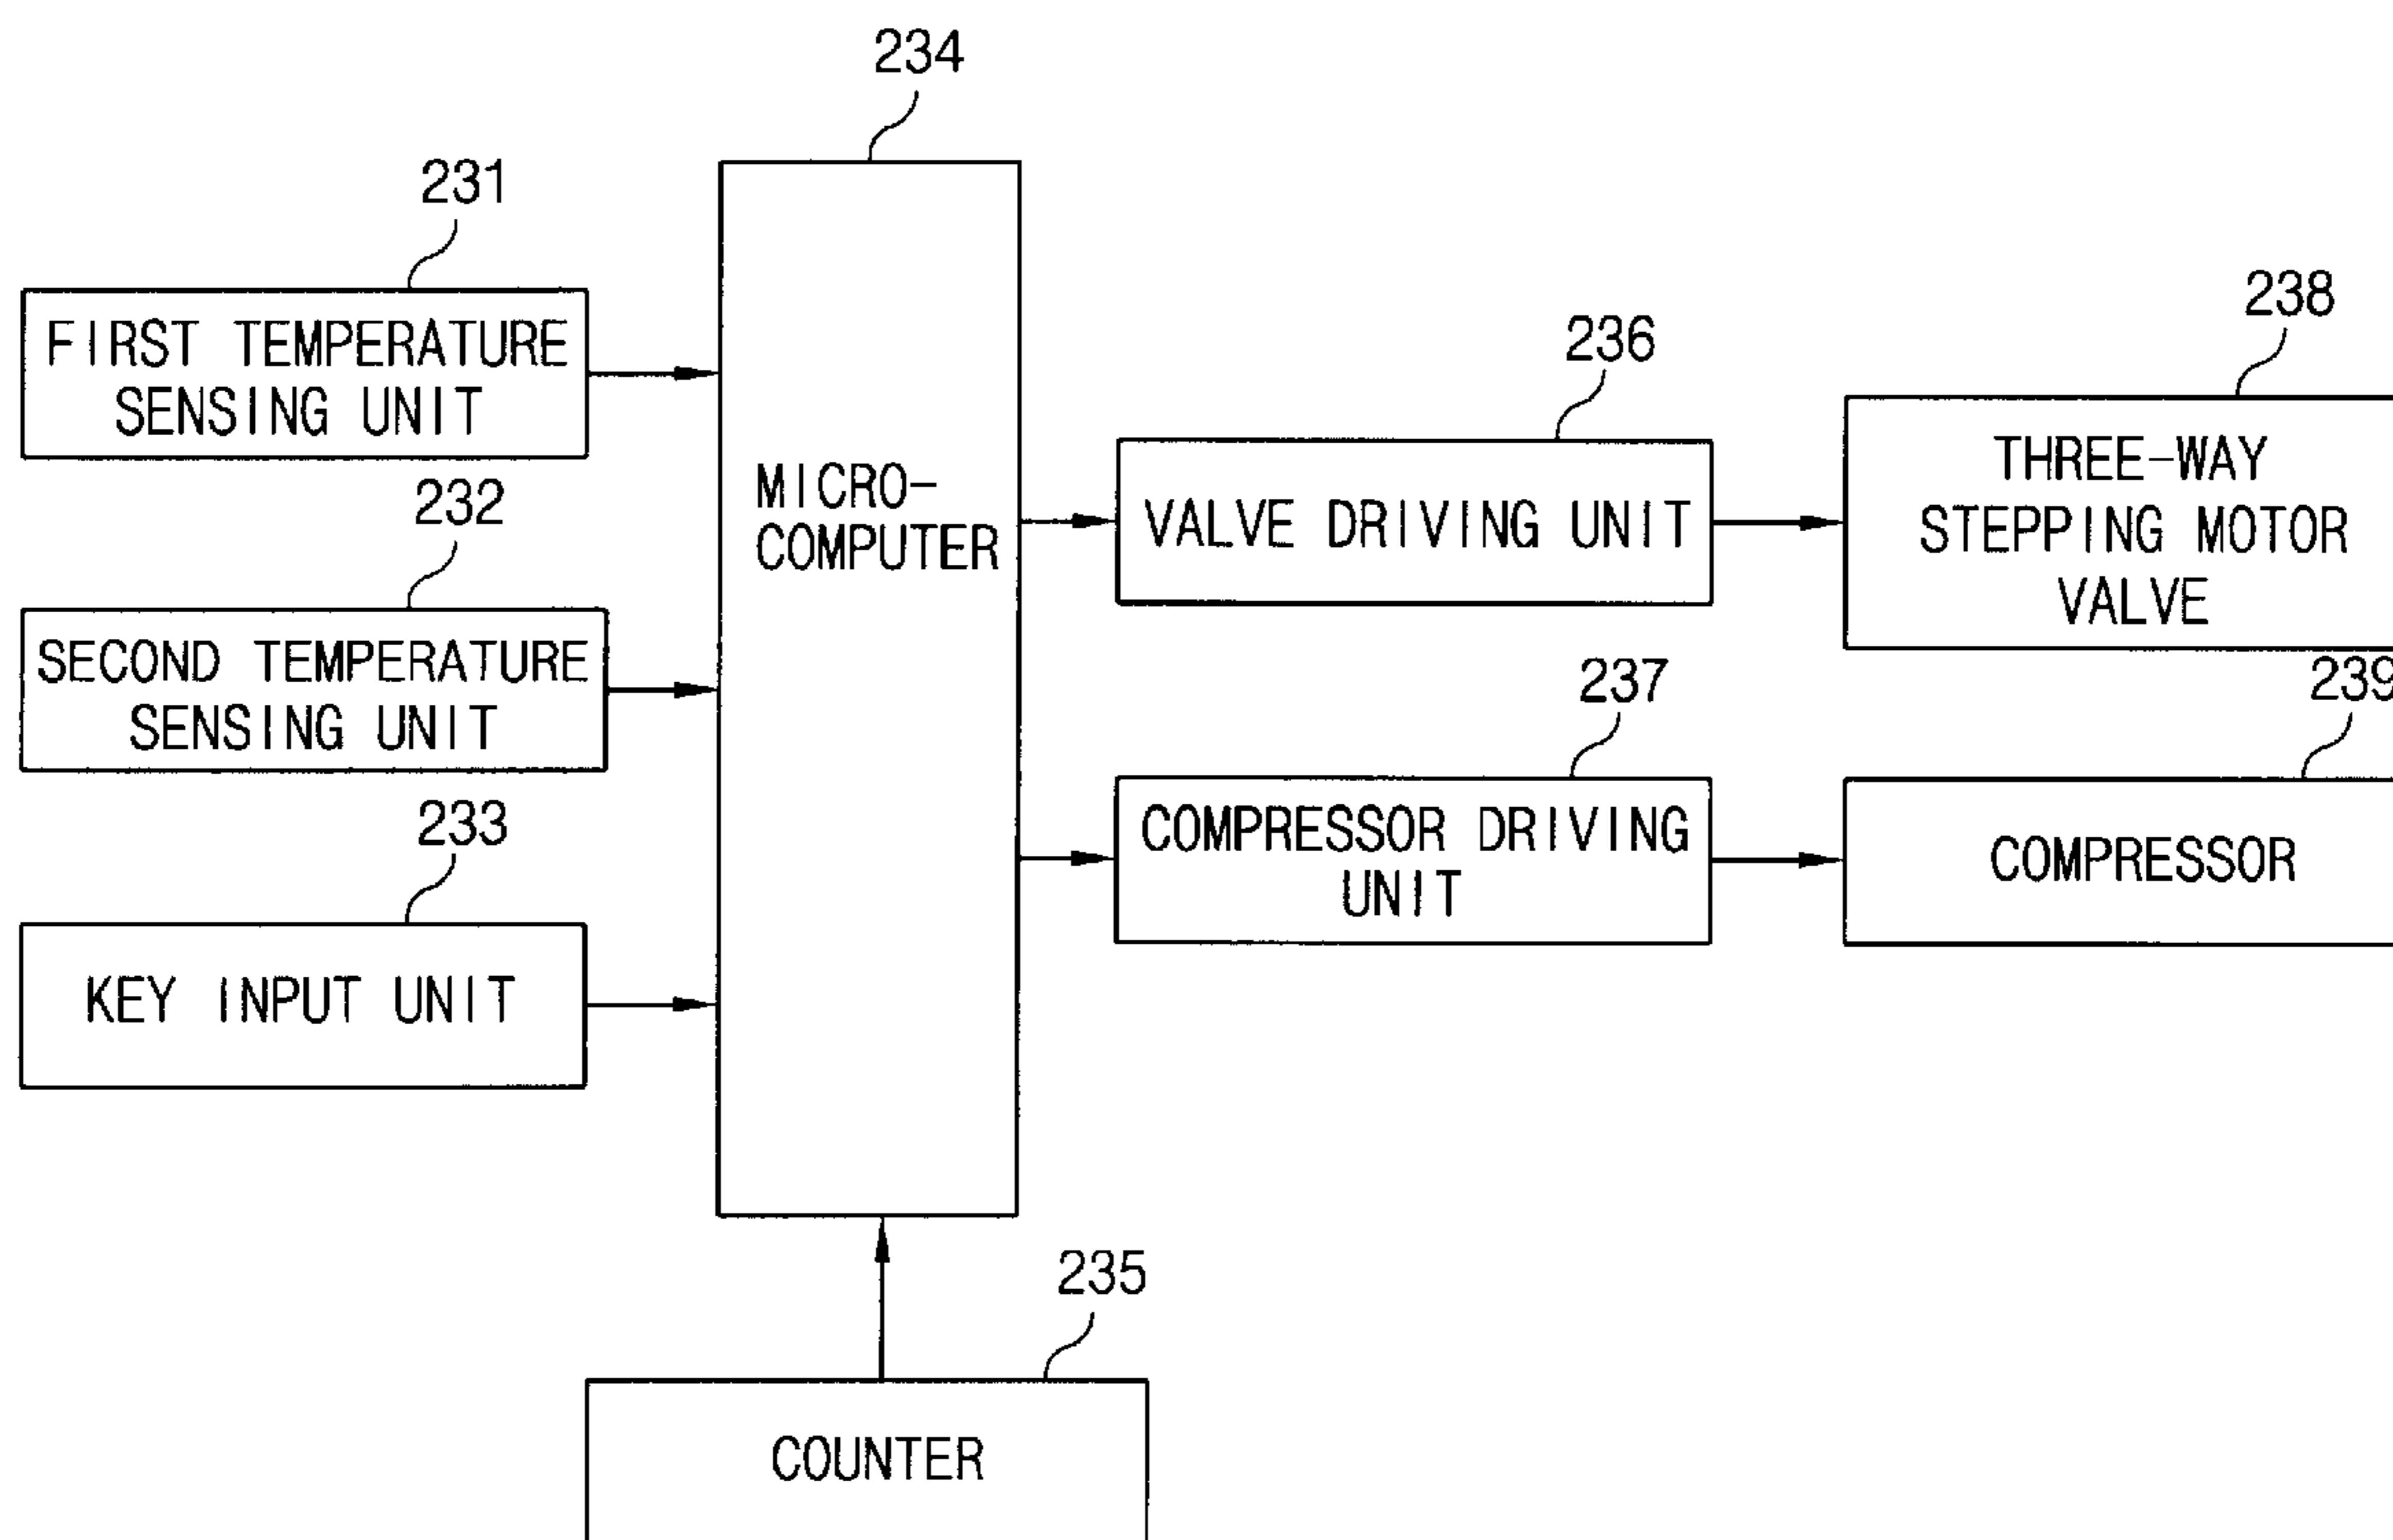 234
231
FIRST TEMPERATURE
SENSING UNIT
232
SECOND TEMPERATURE
SENSING UNIT
233
KEY INPUT UNIT
MICRO-
COMPUTER
236
VALVE DRIVING UNIT
238
THREE-WAY
STEPPING MOTOR
VALVE
237
COMPRESSOR DRIVING
UNIT
239
COMPRESSOR
235
COUNTER